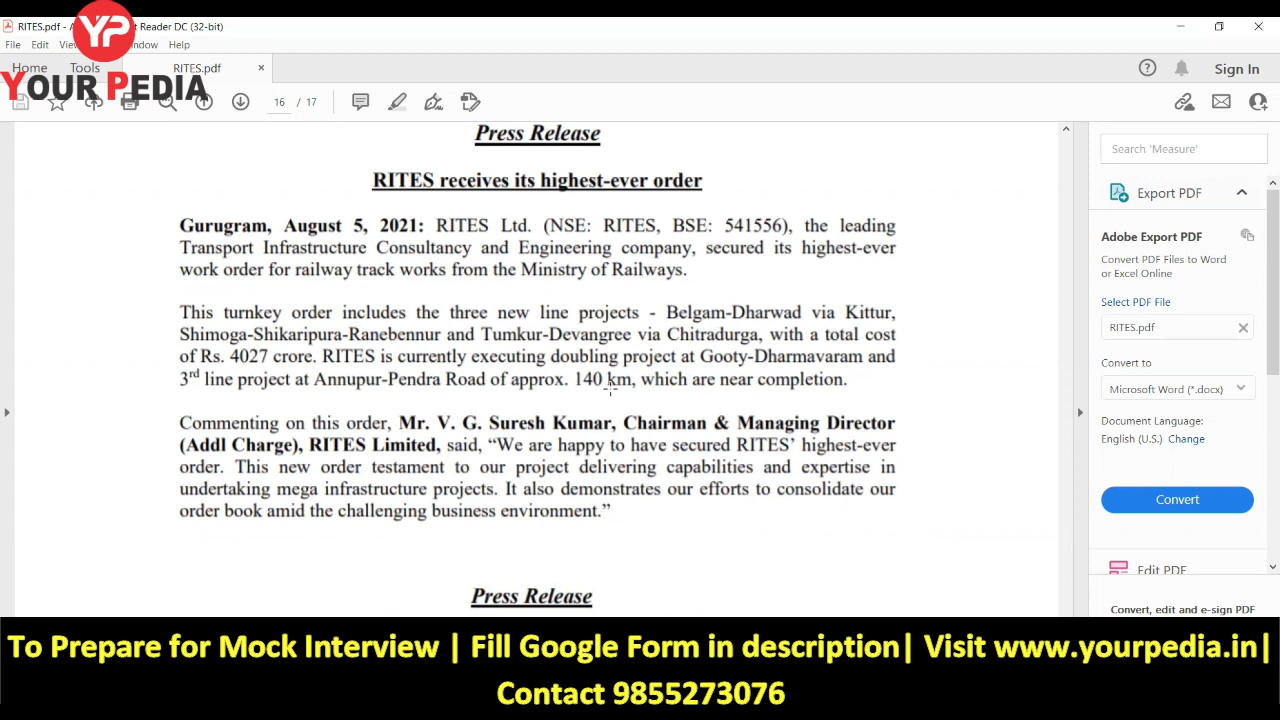 RITES.pdf - A
t Reader DC (32-bit)
File Edit Vie indow Help
YP
Home Tools RITES.pdf
Sign In
YOUR PEDIA
16 / 17
Press Release
RITES receives its highest-ever order
Gurugram, August 5, 2021: RITES Ltd. (NSE: RITES, BSE: 541556), the leading
Transport Infrastructure Consultancy and Engineering company, secured its highest-ever
work order for railway track works from the Ministry of Railways.
This turnkey order includes the three new line projects - Belgam-Dharwad via Kittur,
Shimoga-Shikaripura-Ranebennur and Tumkur-Devangree via Chitradurga, with a total cost
of Rs. 4027 crore. RITES is currently executing doubling project at Gooty-Dharmavaram and
3rd line project at Annupur-Pendra Road of approx. 140 km, which are near completion.
Commenting on this order, Mr. V. G. Suresh Kumar, Chairman & Managing Director
(Addl Charge), RITES Limited, said, “We are happy to have secured RITES’ highest-ever
order. This new order testament to our project delivering capabilities and expertise in
undertaking mega infrastructure projects. It also demonstrates our efforts to consolidate our
order book amid the challenging business environment.”
Press Release
Search 'Measure'
Export PDF
Adobe Export PDF
Convert PDF Files to Word
or Excel Online
Select PDF File
RITES.pdf
Convert to
Microsoft Word (*.docx)
Document Language:
English (U.S.) Change
Convert
Edit PDF
Convert, edit and e-sign PDF
To Prepare for Mock Interview | Fill Google Form in description| Visit www.yourpedia.in|
Contact 9855273076